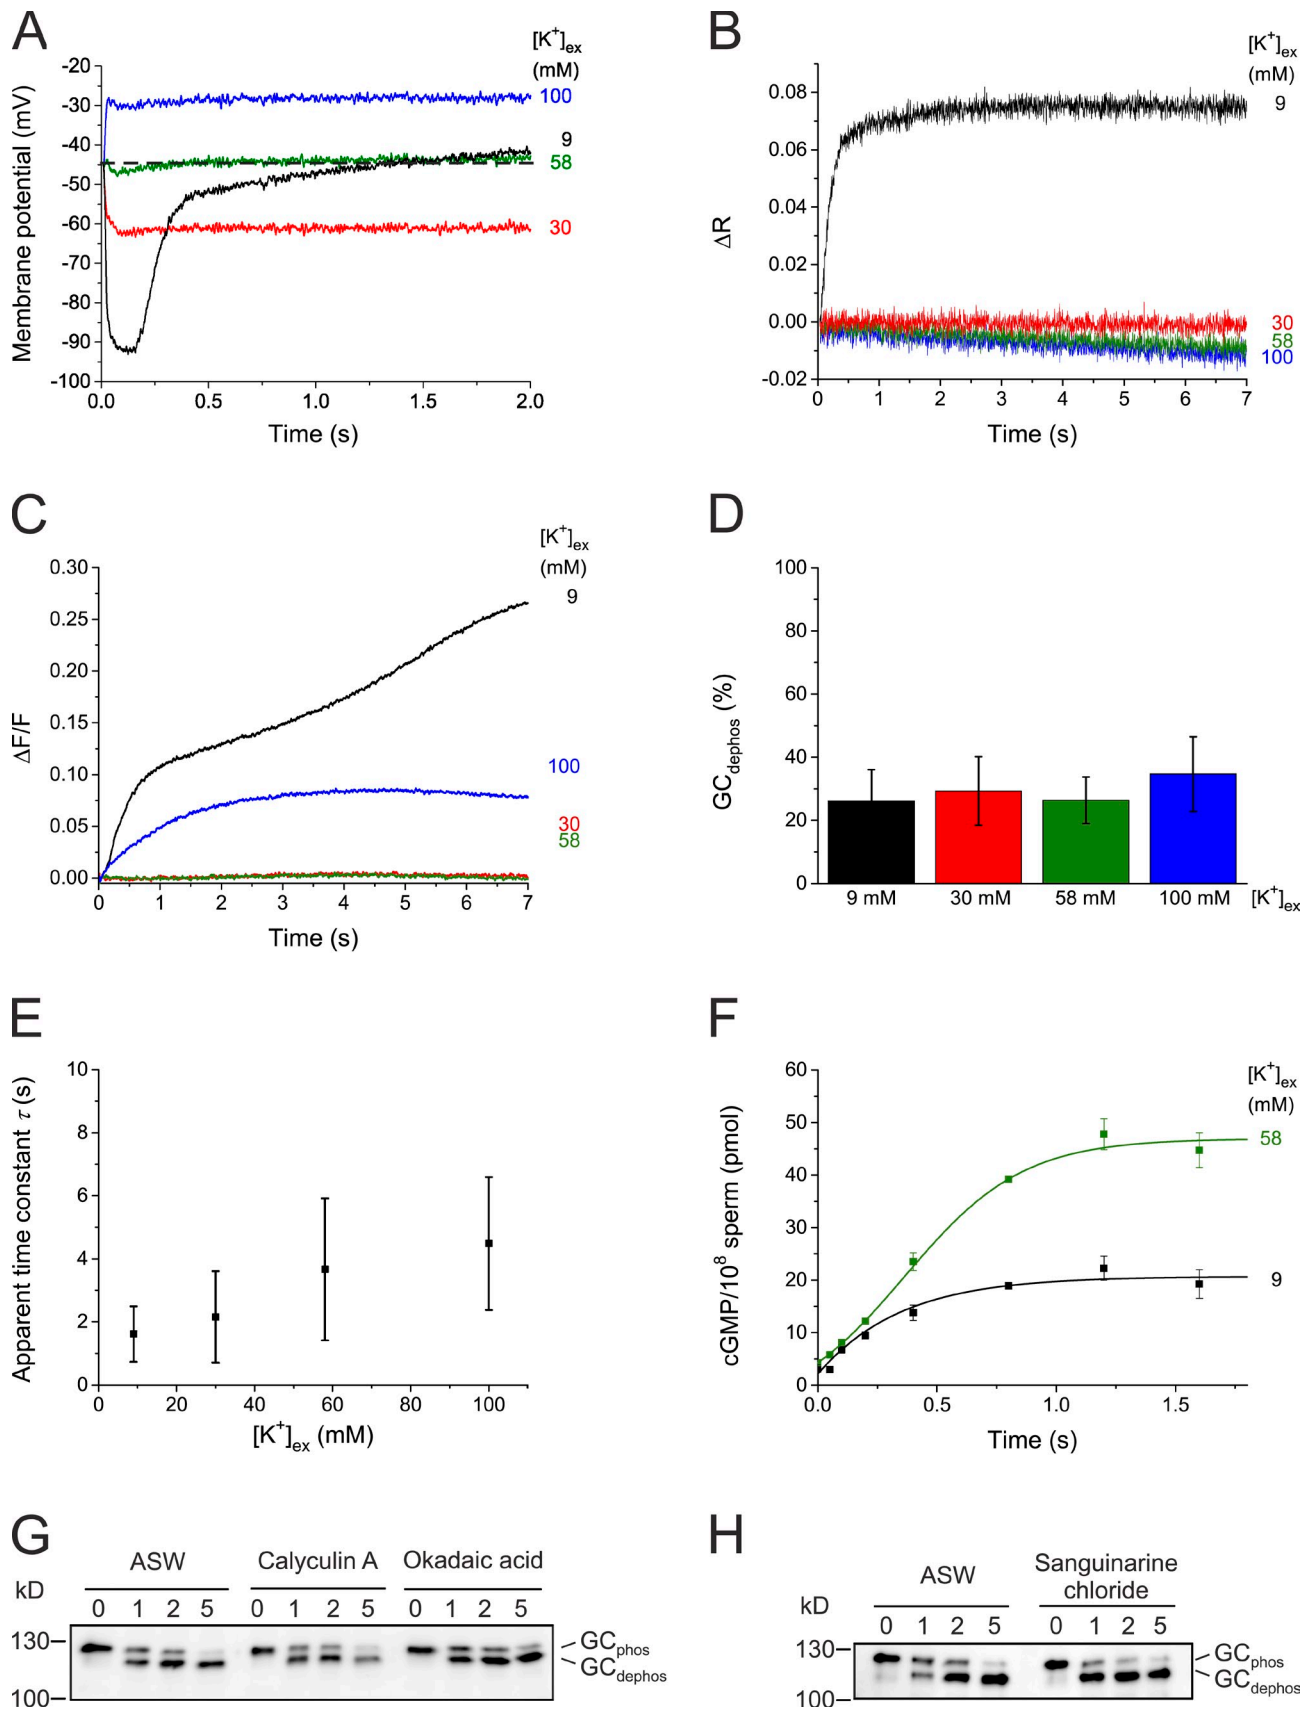 A
[K⁺]ex
(mM)
Membrane potential (mV)
-20
-30
-40
-50
-60
-70
-80
-90
-100
100
9
58
30
0.0 0.5 1.0 1.5 2.0
Time (s)
B
[K⁺]ex
(mM)
ΔR
0.08
0.06
0.04
0.02
0.00
-0.02
9
30
58
100
0 1 2 3 4 5 6 7
Time (s)
C
[K⁺]ex
(mM)
ΔF/F
0.30
0.25
0.20
0.15
0.10
0.05
0.00
9
100
30
58
0 1 2 3 4 5 6 7
Time (s)
D
GCdephos (%)
100
80
60
40
20
0
9 mM 30 mM 58 mM 100 mM [K⁺]ex
E
Apparent time constant τ (s)
10
8
6
4
2
0
0 20 40 60 80 100
[K⁺]ex (mM)
F
[K⁺]ex
(mM)
cGMP/10⁸ sperm (pmol)
60
50
40
30
20
10
0
58
9
0.0 0.5 1.0 1.5
Time (s)
G
ASW Calyculin A Okadaic acid
kD
0 1 2 5 0 1 2 5 0 1 2 5
130
100
GCphos
GCdephos
H
ASW Sanguinarine
chloride
kD
0 1 2 5 0 1 2 5
130
100
GCphos
GCdephos